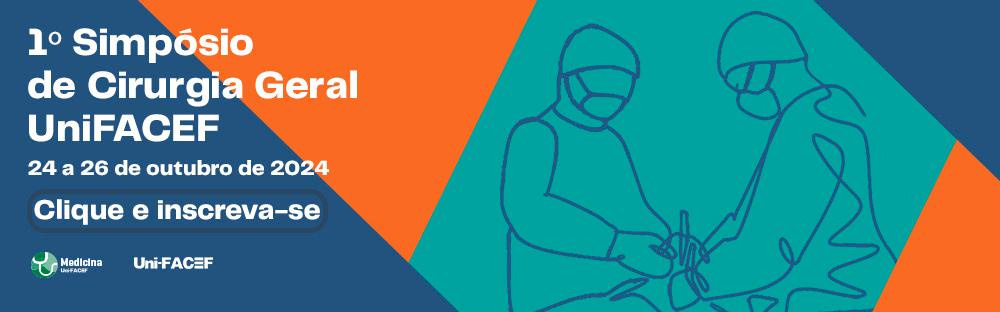 1º Simpósio
de Cirurgia Geral
UniFACEF
24 a 26 de outubro de 2024
Clique e inscreva-se
Medicina
Uni-FACEF
Uni-FACEF